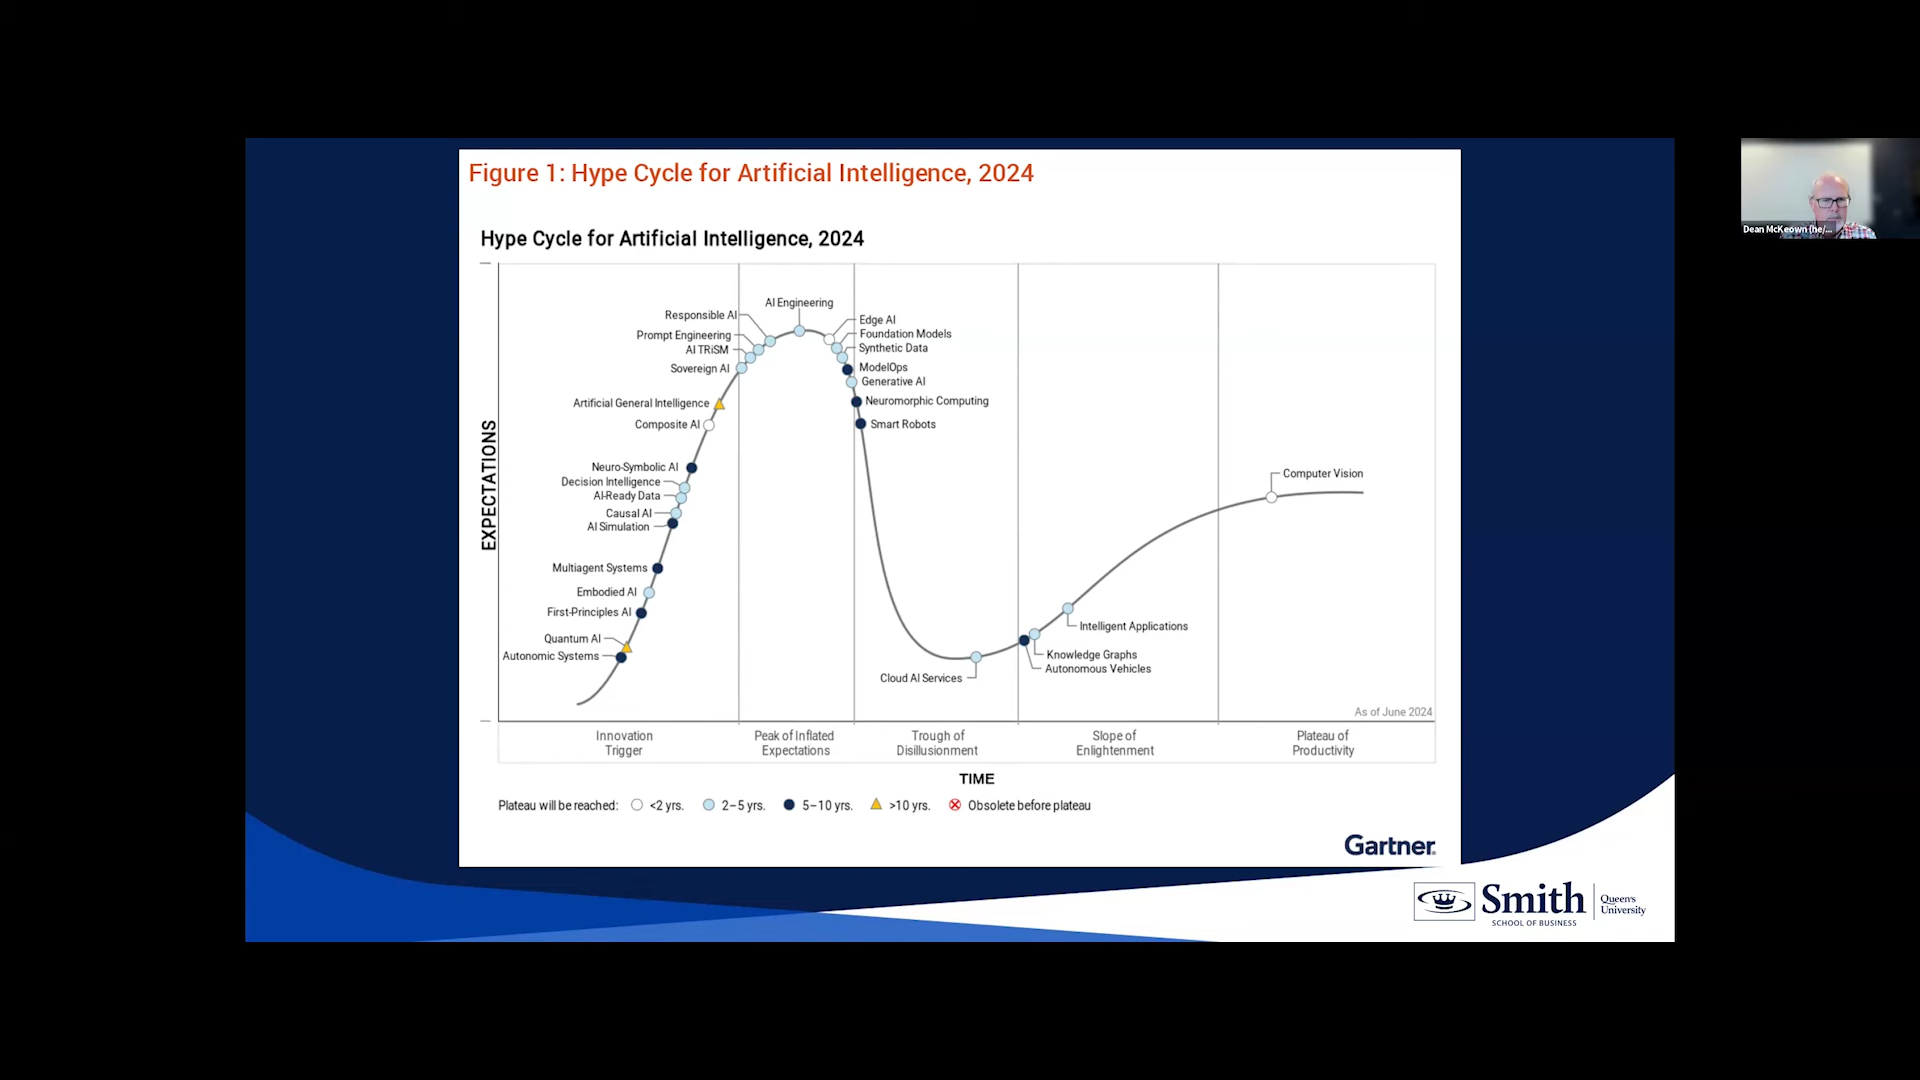 Figure 1: Hype Cycle for Artificial Intelligence, 2024
Hype Cycle for Artificial Intelligence, 2024
EXPECTATIONS
AI Engineering
Responsible AI
Prompt Engineering
AI TRiSM
Sovereign AI
Artificial General Intelligence
Composite AI
Neuro-Symbolic AI
Decision Intelligence
AI-Ready Data
Causal AI
AI Simulation
Multiagent Systems
Embodied AI
First-Principles AI
Quantum AI
Autonomic Systems
Edge AI
Foundation Models
Synthetic Data
ModelOps
Generative AI
Neuromorphic Computing
Smart Robots
Cloud AI Services
Computer Vision
Intelligent Applications
Knowledge Graphs
Autonomous Vehicles
As of June 2024
Innovation
Trigger
Peak of Inflated
Expectations
Trough of
Disillusionment
Slope of
Enlightenment
Plateau of
Productivity
TIME
Plateau will be reached: <2 yrs. 2–5 yrs. 5–10 yrs. >10 yrs. Obsolete before plateau
Gartner
Smith
SCHOOL OF BUSINESS
Queen's
University
Dean McKeown (he/...